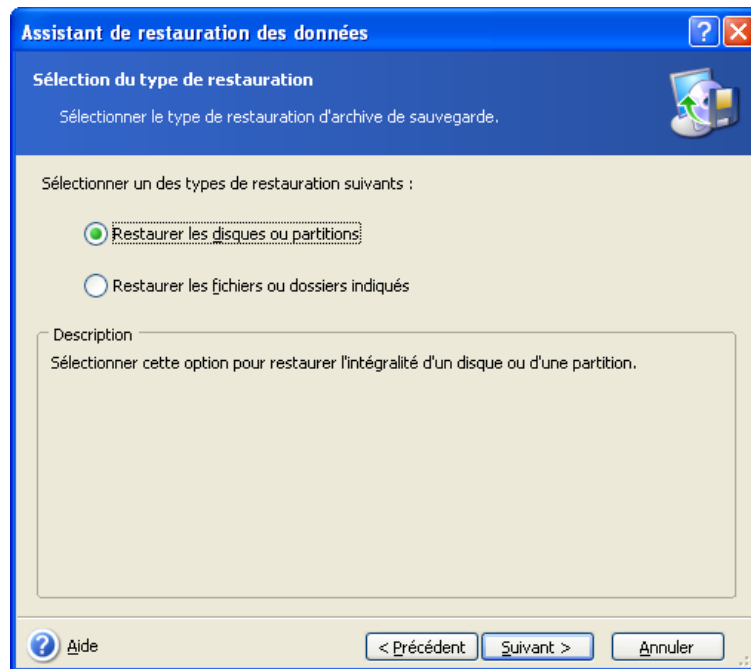 Assistant de restauration des données
Sélection du type de restauration
Sélectionner le type de restauration d'archive de sauvegarde.
Sélectionner un des types de restauration suivants :
Restaurer les disques ou partitions
Restaurer les fichiers ou dossiers indiqués
Description
Sélectionner cette option pour restaurer l'intégralité d'un disque ou d'une partition.
Aide
< Précédent
Suivant >
Annuler